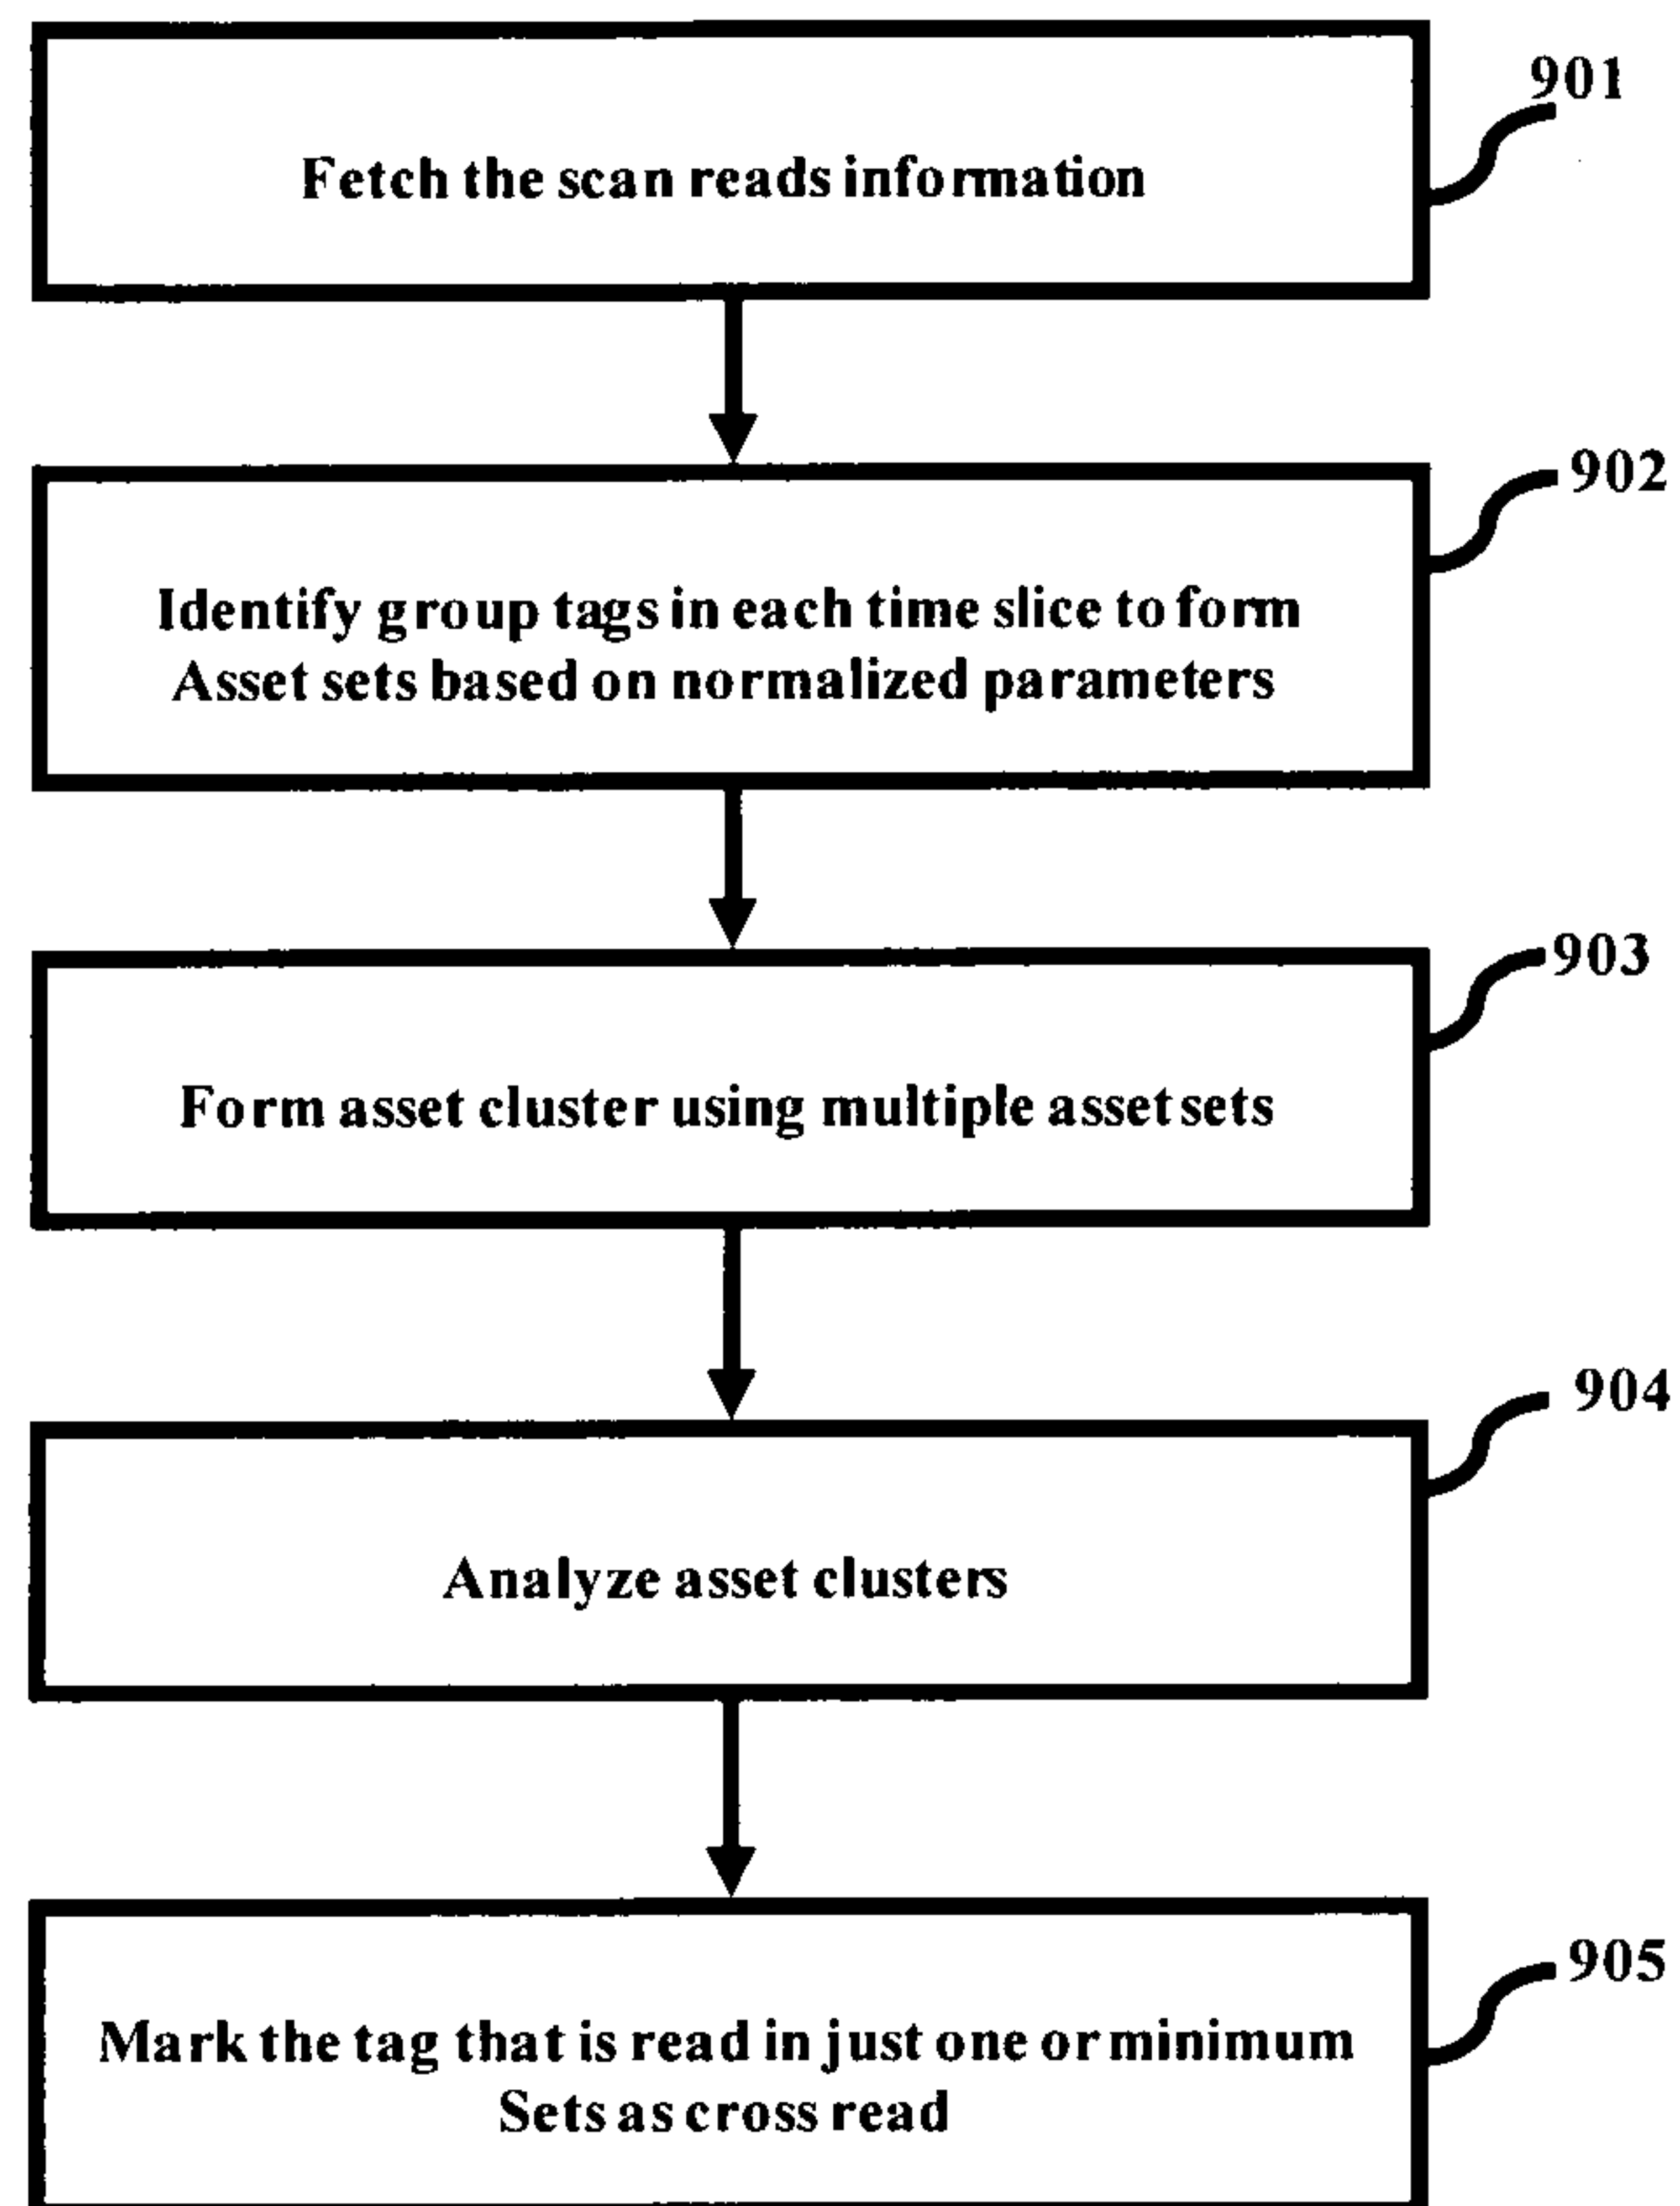 901
Fetch the scan reads information
902
Identify group tags in each time slice to form
Asset sets based on normalized parameters
903
Form asset cluster using multiple asset sets
904
Analyze asset clusters
905
Mark the tag that is read in just one or minimum
Sets as cross read